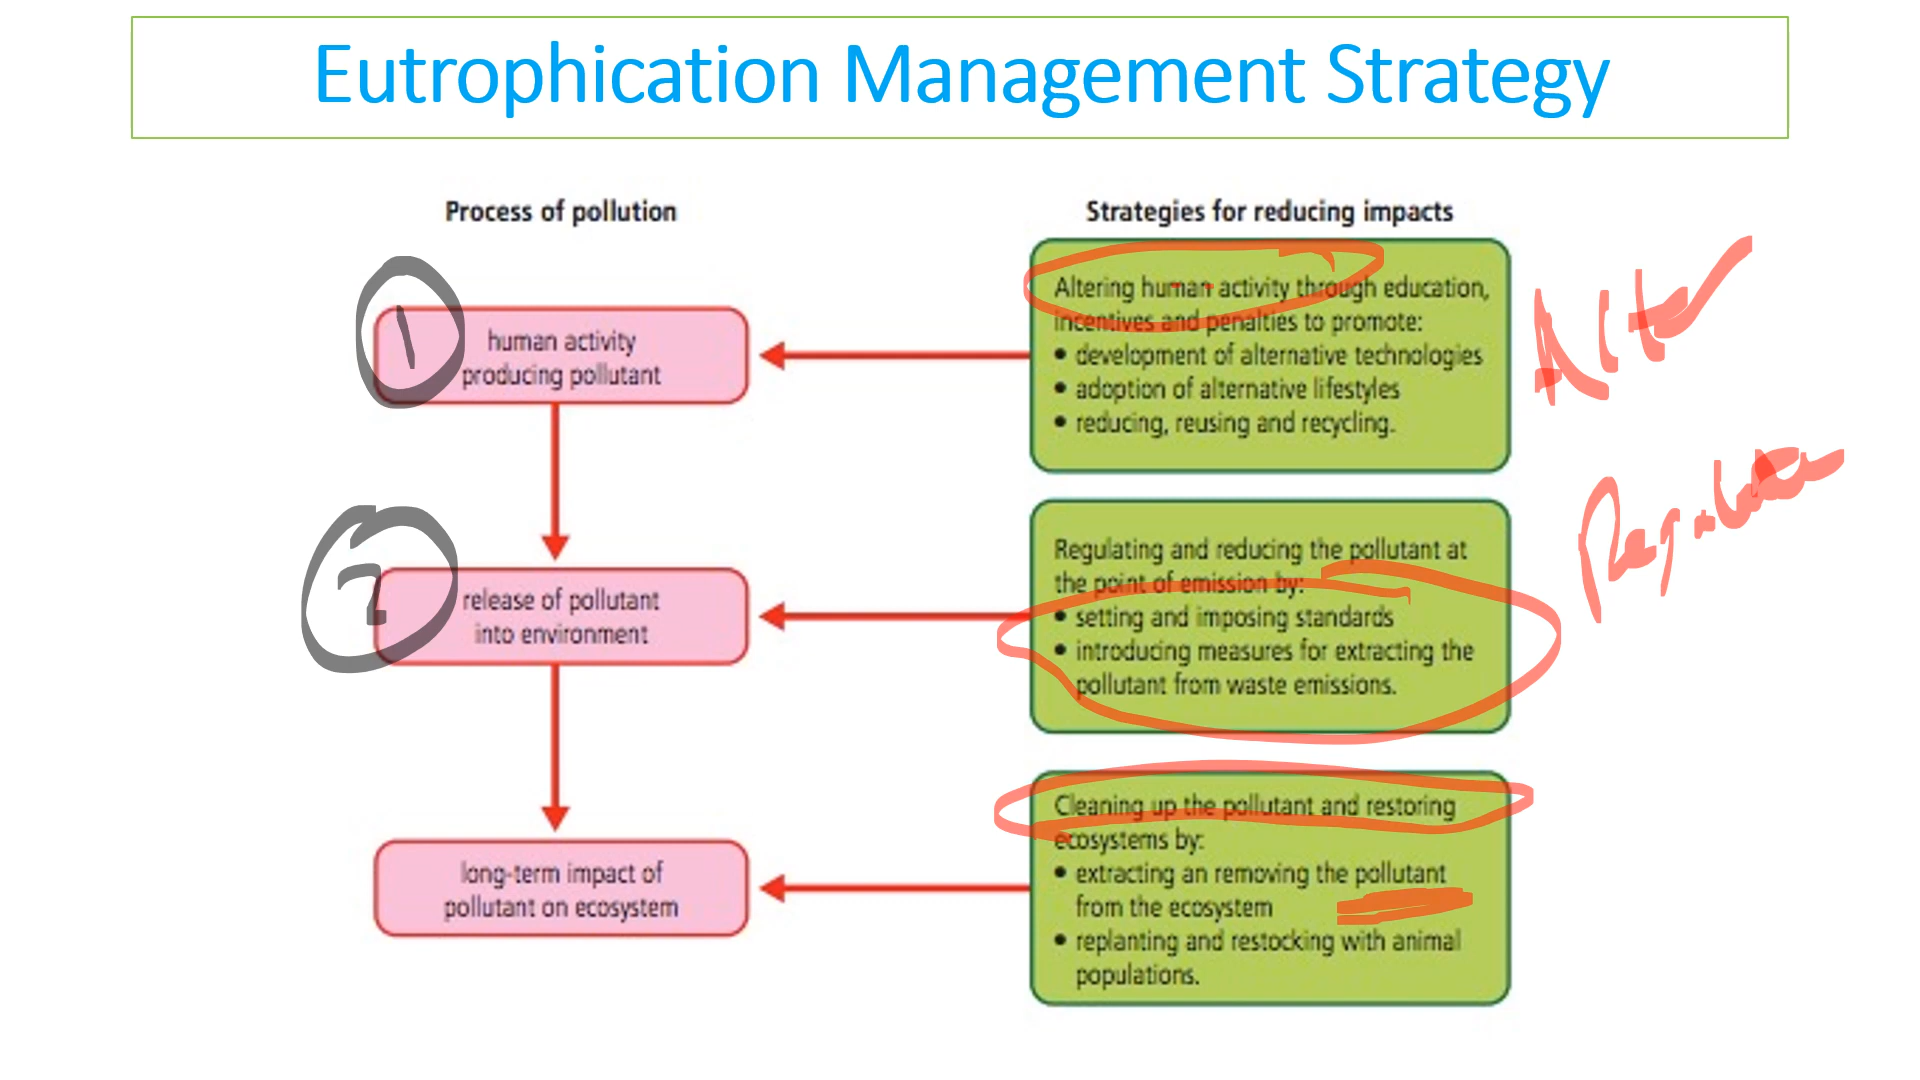 Eutrophication Management Strategy
Process of pollution
Strategies for reducing impacts
1
human activity
producing pollutant
Altering human activity through education,
incentives and penalties to promote:
• development of alternative technologies
• adoption of alternative lifestyles
• reducing, reusing and recycling.
Alter
2
release of pollutant
into environment
Regulating and reducing the pollutant at
the point of emission by:
• setting and imposing standards
• introducing measures for extracting the
pollutant from waste emissions.
Regulate
long-term impact of
pollutant on ecosystem
Cleaning up the pollutant and restoring
ecosystems by:
• extracting an removing the pollutant
from the ecosystem
• replanting and restocking with animal
populations.